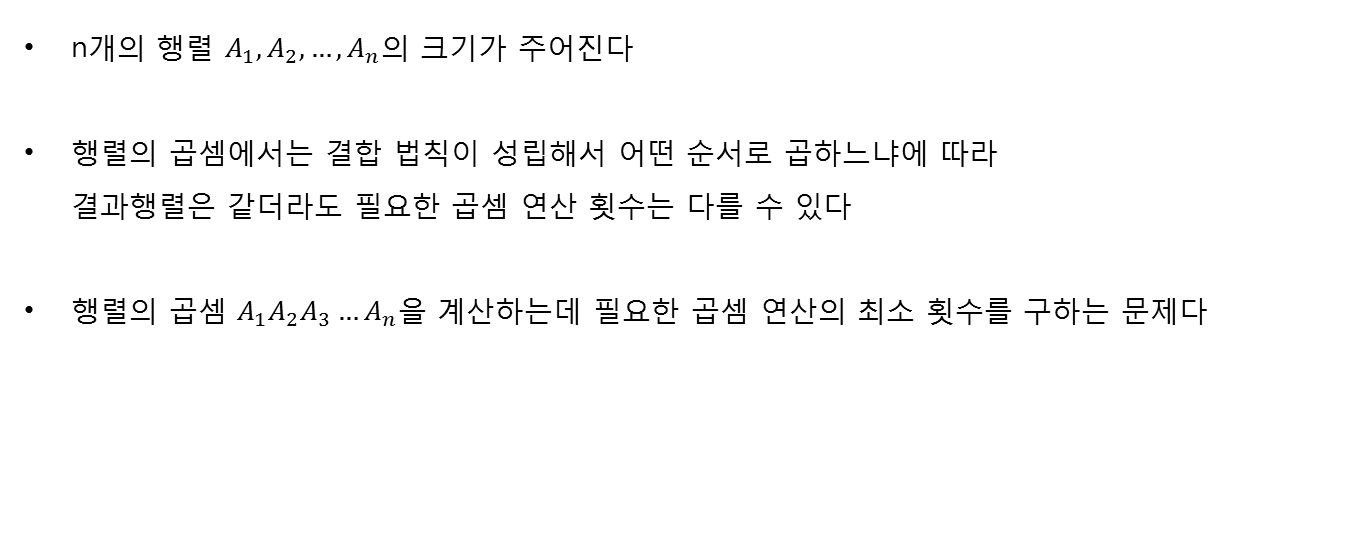 • n개의 행렬 𝐴₁, 𝐴₂, … , 𝐴ₙ의 크기가 주어진다
• 행렬의 곱셈에서는 결합 법칙이 성립해서 어떤 순서로 곱하느냐에 따라
결과행렬은 같더라도 필요한 곱셈 연산 횟수는 다를 수 있다
• 행렬의 곱셈 𝐴₁𝐴₂𝐴₃ … 𝐴ₙ을 계산하는데 필요한 곱셈 연산의 최소 횟수를 구하는 문제다